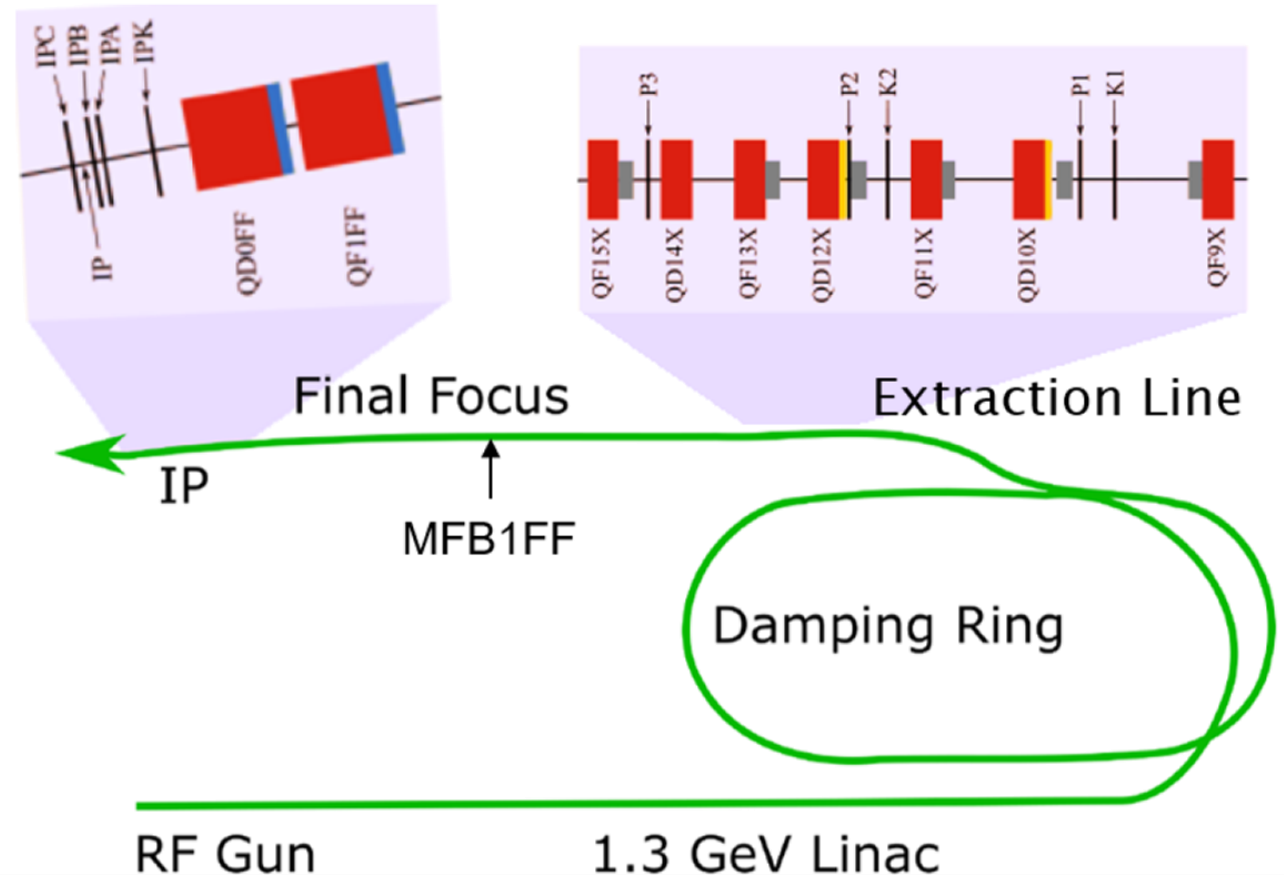 IPC
IPB
IPA
IPK
IP
QD0FF
QF1FF
P3
P2
K2
P1
K1
QF15X
QD14X
QF13X
QD12X
QF11X
QD10X
QF9X
Final Focus
Extraction Line
IP
MFB1FF
Damping Ring
RF Gun
1.3 GeV Linac